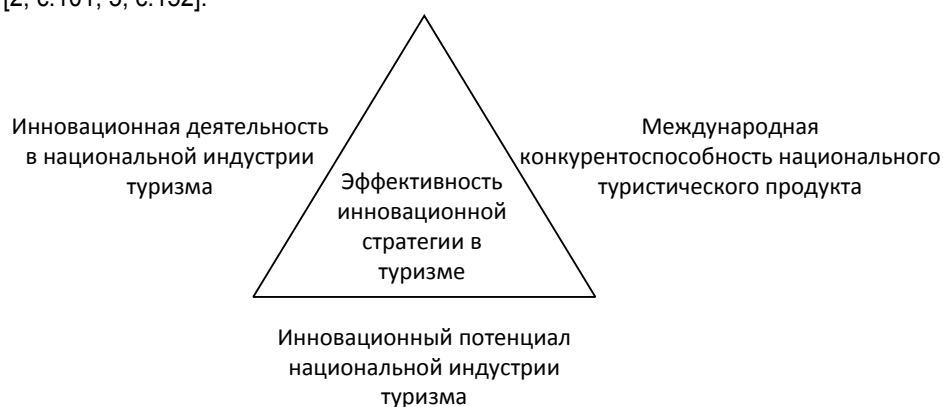 [2, с.101; 5, с.152].
Инновационная деятельность
в национальной индустрии
туризма
Международная
конкурентоспособность национального
туристического продукта
Эффективность
инновационной
стратегии в
туризме
Инновационный потенциал
национальной индустрии
туризма